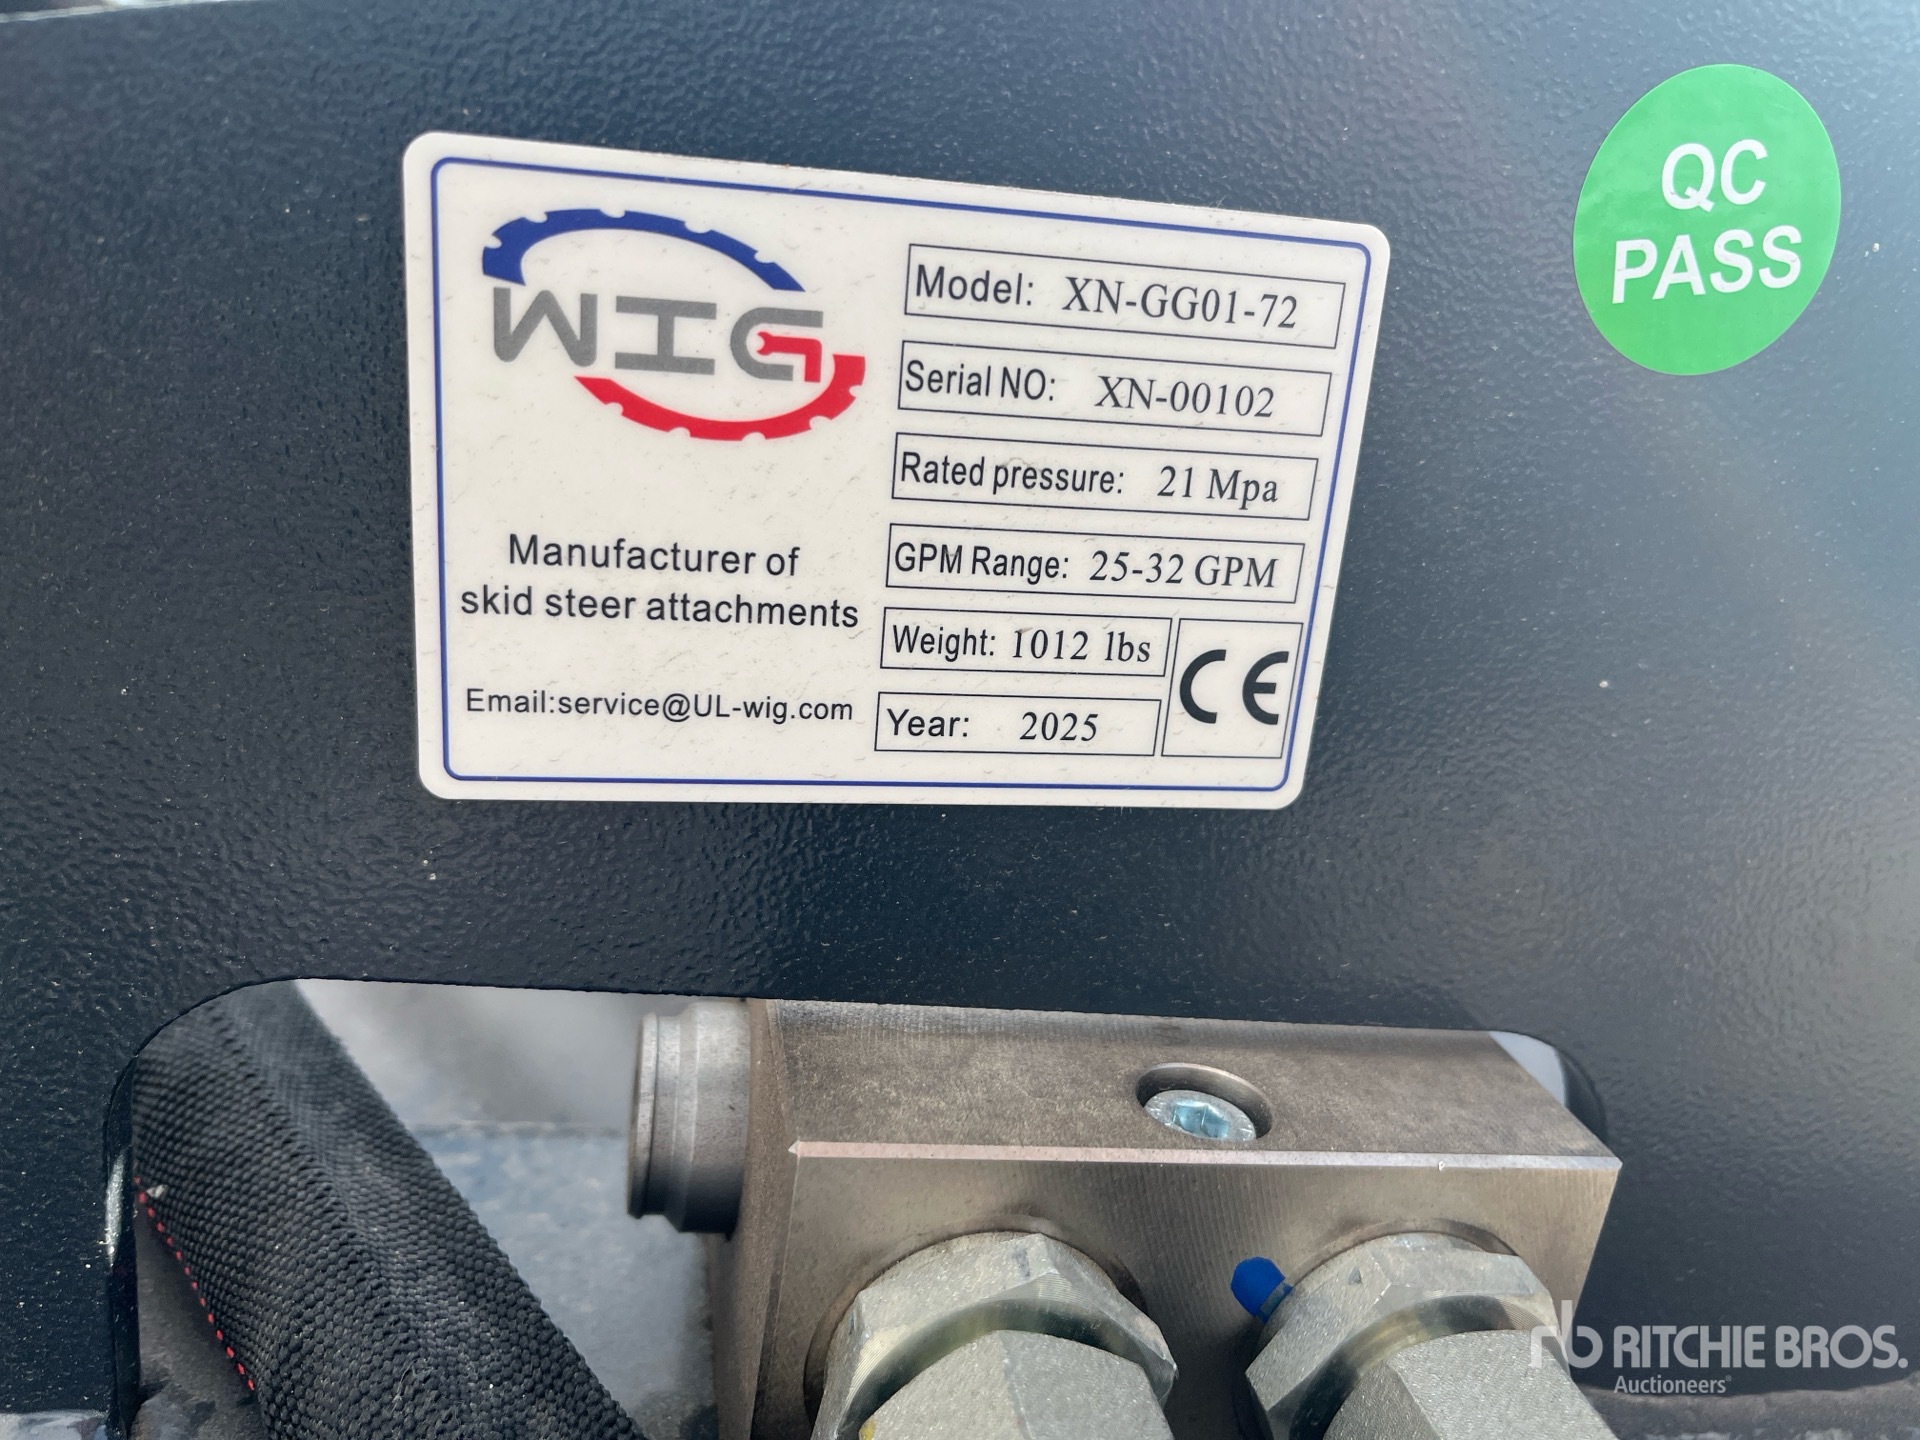 WIG
Manufacturer of
skid steer attachments
Email:service@UL-wig.com
Model: XN-GG01-72
Serial NO: XN-00102
Rated pressure: 21 Mpa
GPM Range: 25-32 GPM
Weight: 1012 lbs
Year: 2025
CE
QC
PASS
rb RITCHIE BROS.
Auctioneers®